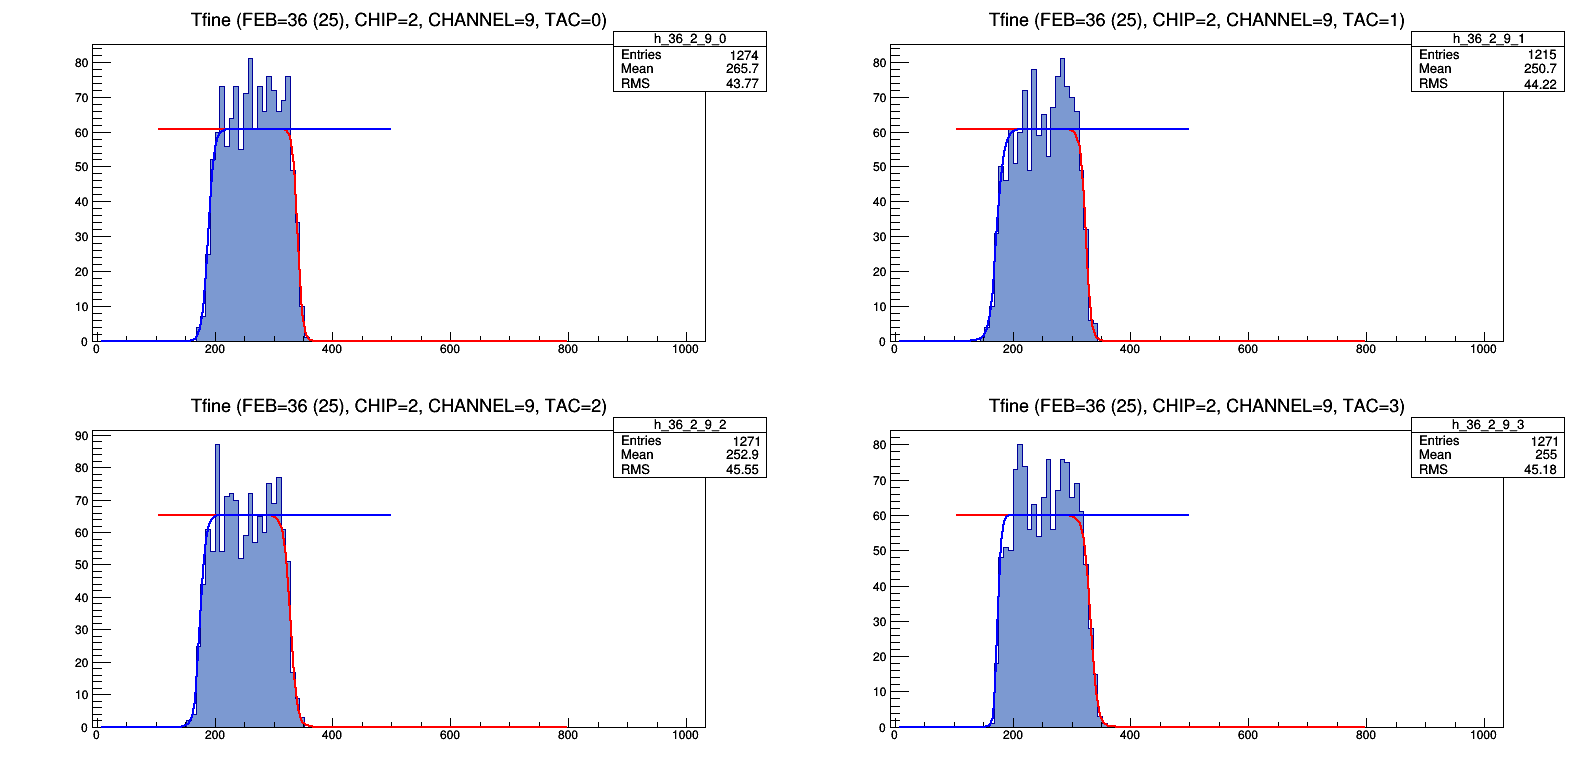 Tfine (FEB=36 (25), CHIP=2, CHANNEL=9, TAC=0)
h_36_2_9_0
Entries 1274
Mean 265.7
RMS 43.77
80
70
60
50
40
30
20
10
0
0 200 400 600 800 1000
Tfine (FEB=36 (25), CHIP=2, CHANNEL=9, TAC=1)
h_36_2_9_1
Entries 1215
Mean 250.7
RMS 44.22
80
70
60
50
40
30
20
10
0
0 200 400 600 800 1000
Tfine (FEB=36 (25), CHIP=2, CHANNEL=9, TAC=2)
h_36_2_9_2
Entries 1271
Mean 252.9
RMS 45.55
90
80
70
60
50
40
30
20
10
0
0 200 400 600 800 1000
Tfine (FEB=36 (25), CHIP=2, CHANNEL=9, TAC=3)
h_36_2_9_3
Entries 1271
Mean 255
RMS 45.18
80
70
60
50
40
30
20
10
0
0 200 400 600 800 1000